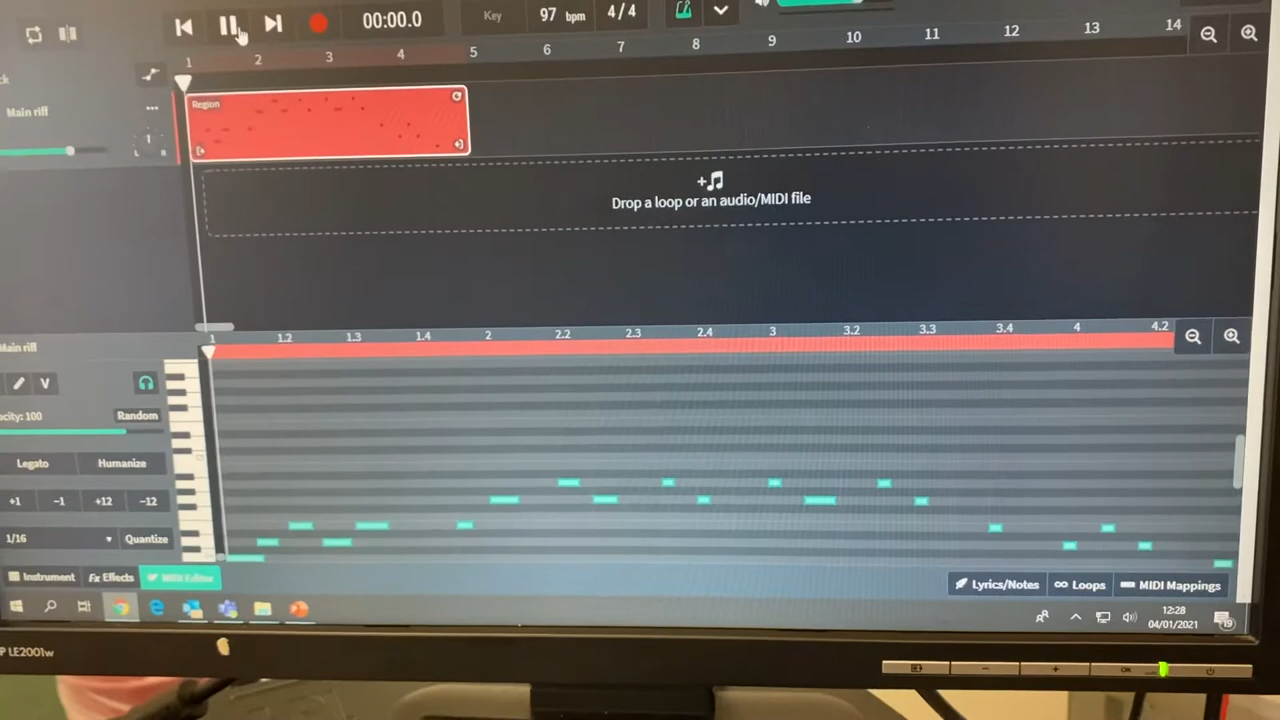 00:00.0
Key
97 bpm
4/4
1 2 3 4 5 6 7 8 9 10 11 12 13 14
Main riff
L R
Region
Drop a loop or an audio/MIDI file
Main riff
1 1.2 1.3 1.4 2 2.2 2.3 2.4 3 3.2 3.3 3.4 4 4.2
V
ocity: 100
Random
Legato Humanize
+1 −1 +12 −12
1/16 Quantize
Instrument Fx Effects MIDI Editor
Lyrics/Notes Loops MIDI Mappings
12:28
04/01/2021
19
P LE2001w
OK